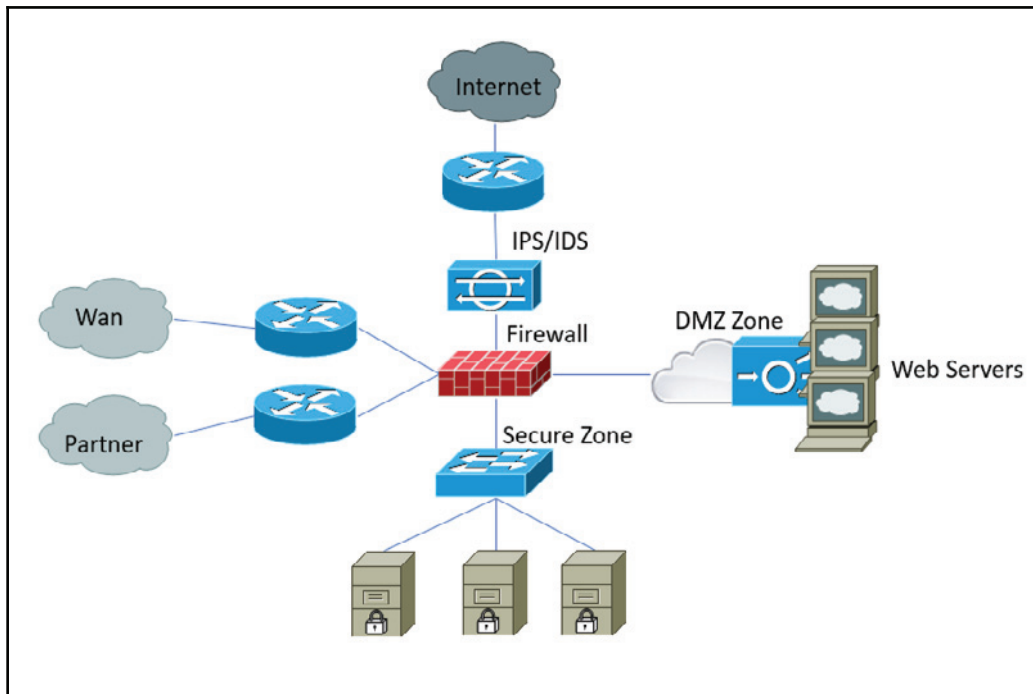 Internet
IPS/IDS
Firewall
DMZ Zone
Wan
Web Servers
Partner
Secure Zone